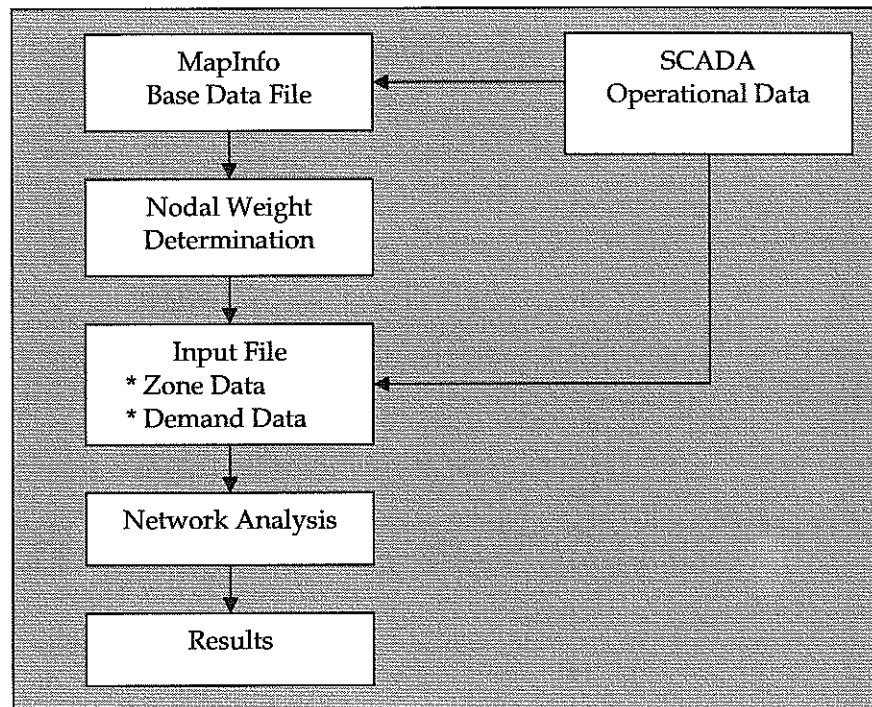 MapInfo
Base Data File
SCADA
Operational Data
Nodal Weight
Determination
Input File
* Zone Data
* Demand Data
Network Analysis
Results